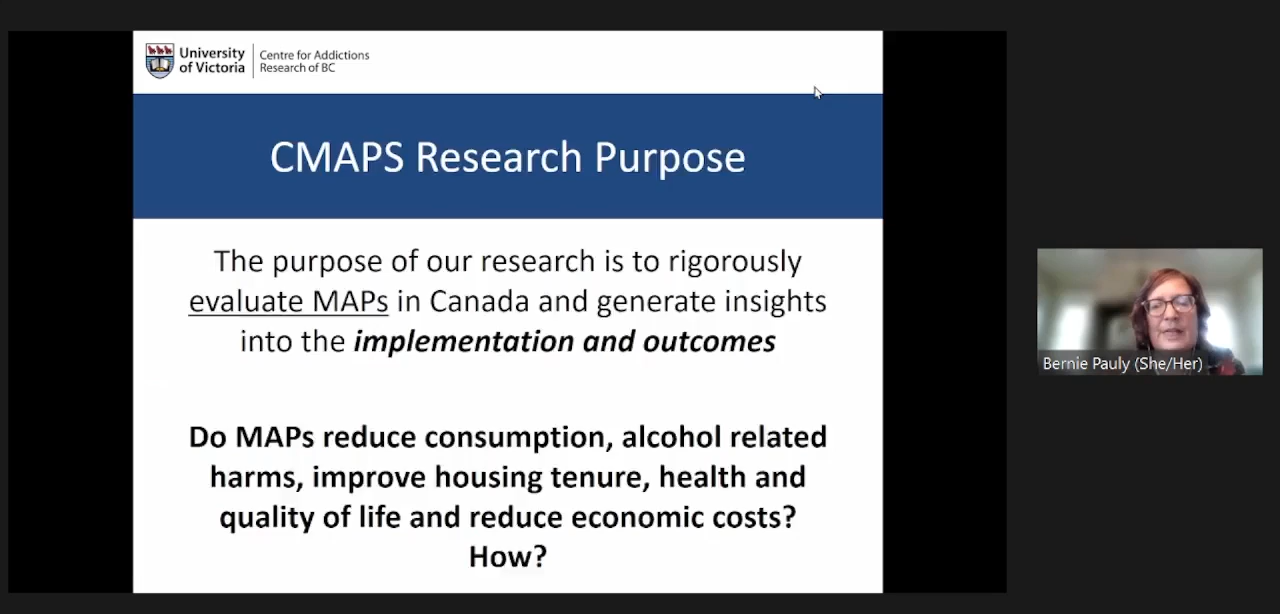 University
of Victoria
Centre for Addictions
Research of BC
CMAPS Research Purpose
The purpose of our research is to rigorously
evaluate MAPs in Canada and generate insights
into the implementation and outcomes
Do MAPs reduce consumption, alcohol related
harms, improve housing tenure, health and
quality of life and reduce economic costs?
How?
Bernie Pauly (She/Her)